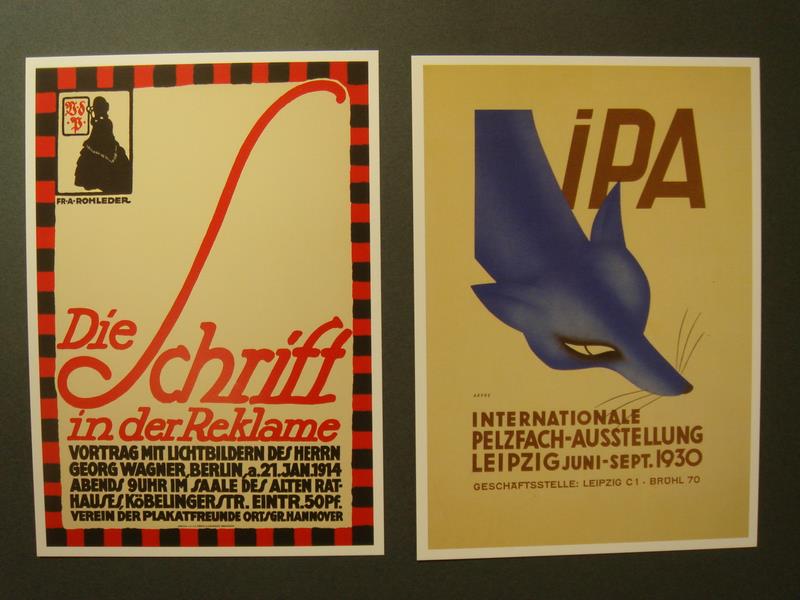 VdP
FR·A·ROHLEDER
Die
Schrift
in der Reklame
VORTRAG MIT LICHTBILDERN DES HERRN
GEORG WAGNER, BERLIN, a. 21. JAN. 1914
ABENDS 9 UHR IM SAALE DES ALTEN RAT-
HAUSES, KÖBELINGERSTR. EINTR. 50 PF.
VEREIN DER PLAKATFREUNDE ORTSGR. HANNOVER
iPA
INTERNATIONALE
PELZFACH-AUSSTELLUNG
LEIPZIG JUNI-SEPT. 1930
GESCHÄFTSSTELLE: LEIPZIG C 1 · BRÜHL 70